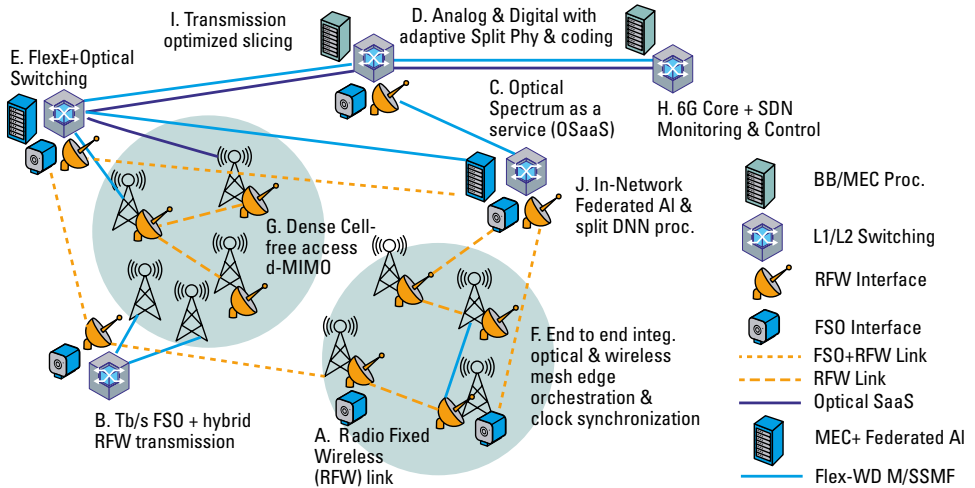 I. Transmission
optimized slicing
D. Analog & Digital with
adaptive Split Phy & coding
E. FlexE+Optical
Switching
C. Optical
Spectrum as a
service (OSaaS)
H. 6G Core + SDN
Monitoring & Control
J. In-Network
Federated AI &
split DNN proc.
G. Dense Cell-
free access
d-MIMO
F. End to end integ.
optical & wireless
mesh edge
orchestration &
clock synchronization
B. Tb/s FSO + hybrid
RFW transmission
A. Radio Fixed
Wireless
(RFW) link
BB/MEC Proc.
L1/L2 Switching
RFW Interface
FSO Interface
FSO+RFW Link
RFW Link
Optical SaaS
MEC+ Federated AI
Flex-WD M/SSMF